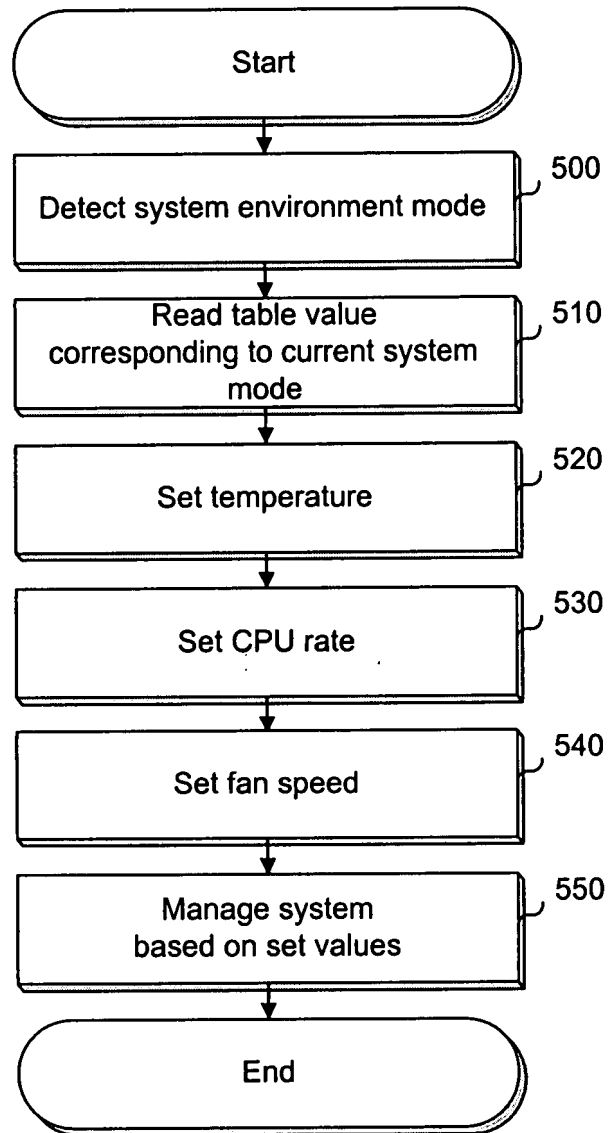 Start
500
Detect system environment mode
510
Read table value
corresponding to current system
mode
520
Set temperature
530
Set CPU rate
540
Set fan speed
550
Manage system
based on set values
End